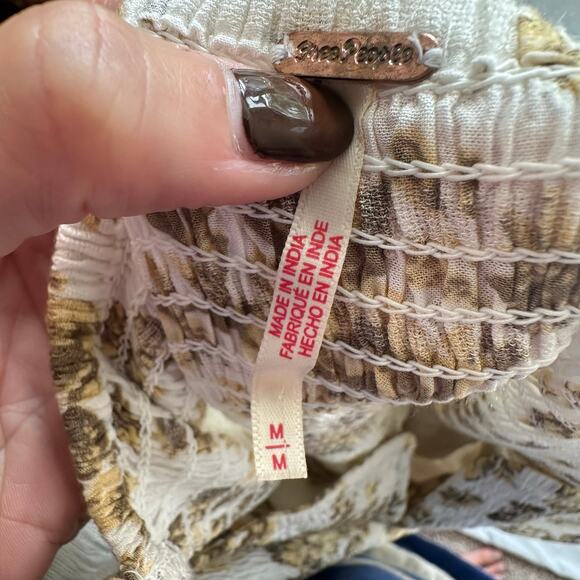 Free People
MADE IN INDIA
FABRIQUÉ EN INDE
HECHO EN INDIA
M
M